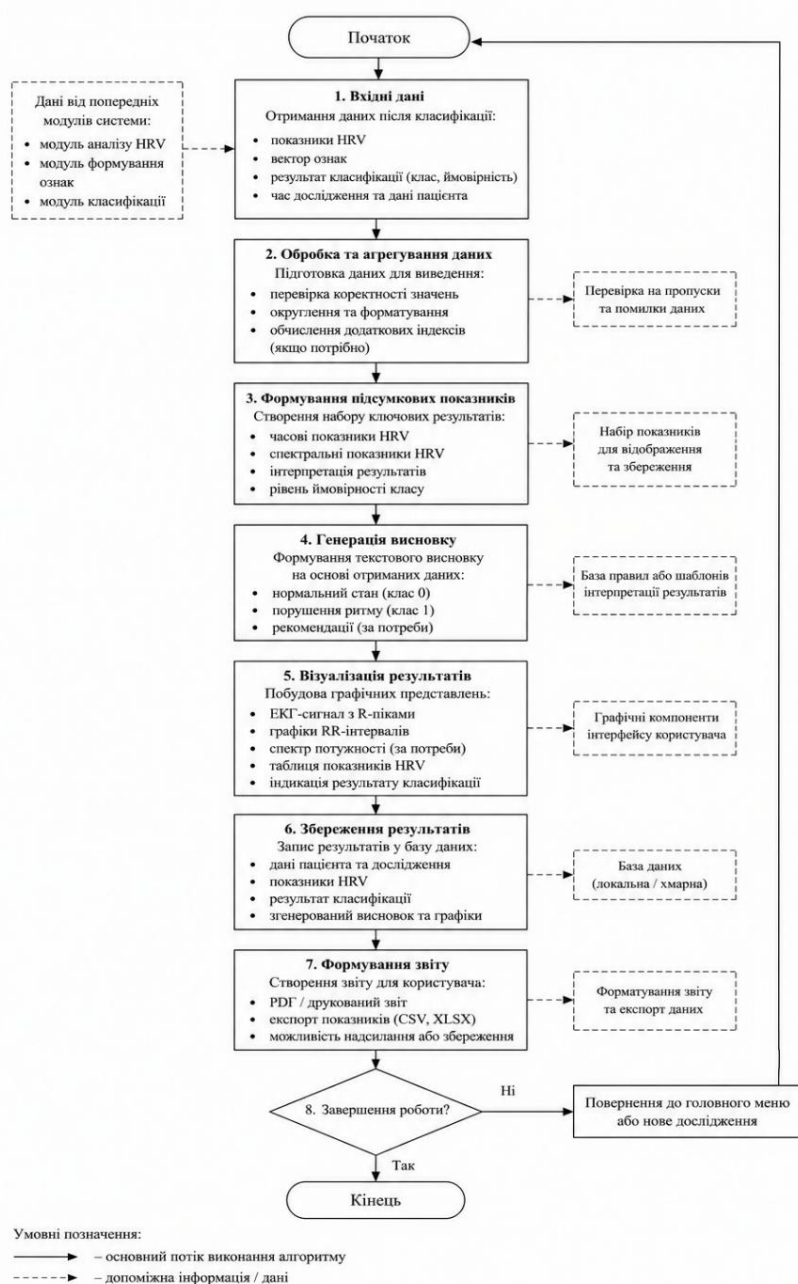 Початок
Дані від попередніх
модулів системи:
• модуль аналізу HRV
• модуль формування
ознак
• модуль класифікації
1. Вхідні дані
Отримання даних після класифікації:
• показники HRV
• вектор ознак
• результат класифікації (клас, ймовірність)
• час дослідження та дані пацієнта
2. Обробка та агрегування даних
Підготовка даних для виведення:
• перевірка коректності значень
• округлення та форматування
• обчислення додаткових індексів
(якщо потрібно)
Перевірка на пропуски
та помилки даних
3. Формування підсумкових показників
Створення набору ключових результатів:
• часові показники HRV
• спектральні показники HRV
• інтерпретація результатів
• рівень ймовірності класу
Набір показників
для відображення
та збереження
4. Генерація висновку
Формування текстового висновку
на основі отриманих даних:
• нормальний стан (клас 0)
• порушення ритму (клас 1)
• рекомендації (за потреби)
База правил або шаблонів
інтерпретації результатів
5. Візуалізація результатів
Побудова графічних представлень:
• ЕКГ-сигнал з R-піками
• графіки RR-інтервалів
• спектр потужності (за потреби)
• таблиця показників HRV
• індикація результату класифікації
Графічні компоненти
інтерфейсу користувача
6. Збереження результатів
Запис результатів у базу даних:
• дані пацієнта та дослідження
• показники HRV
• результат класифікації
• згенерований висновок та графіки
База даних
(локальна / хмарна)
7. Формування звіту
Створення звіту для користувача:
• PDГ / друкований звіт
• експорт показників (CSV, XLSX)
• можливість надсилання або збереження
Форматування звіту
та експорт даних
8. Завершення роботи?
Ні
Повернення до головного меню
або нове дослідження
Так
Кінець
Умовні позначення:
– основний потік виконання алгоритму
– допоміжна інформація / дані